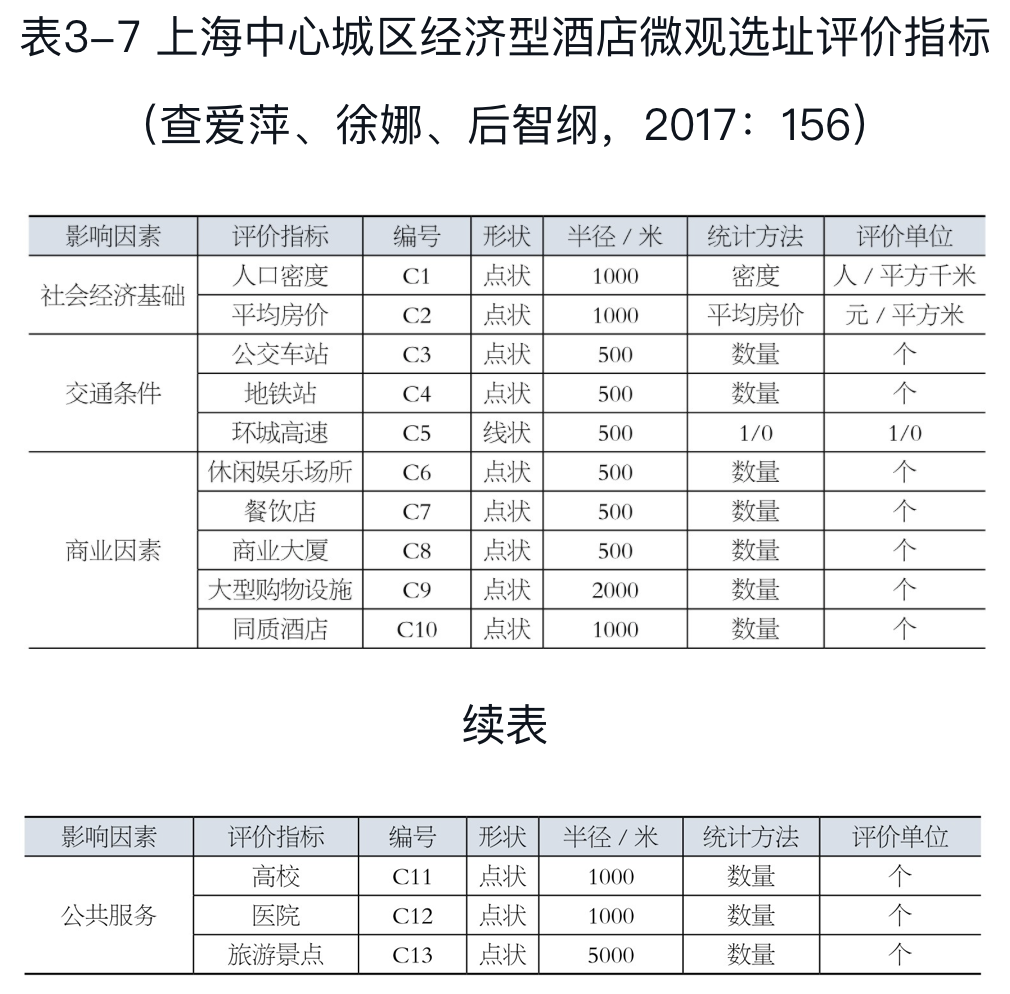 表3-7 上海中心城区经济型酒店微观选址评价指标
（查爱萍、徐娜、后智纲，2017：156）
影响因素 评价指标 编号 形状 半径 / 米 统计方法 评价单位
社会经济基础 人口密度 C1 点状 1000 密度 人 / 平方千米
平均房价 C2 点状 1000 平均房价 元 / 平方米
交通条件 公交车站 C3 点状 500 数量 个
地铁站 C4 点状 500 数量 个
环城高速 C5 线状 500 1/0 1/0
商业因素 休闲娱乐场所 C6 点状 500 数量 个
餐饮店 C7 点状 500 数量 个
商业大厦 C8 点状 500 数量 个
大型购物设施 C9 点状 2000 数量 个
同质酒店 C10 点状 1000 数量 个
续表
影响因素 评价指标 编号 形状 半径 / 米 统计方法 评价单位
公共服务 高校 C11 点状 1000 数量 个
医院 C12 点状 1000 数量 个
旅游景点 C13 点状 5000 数量 个